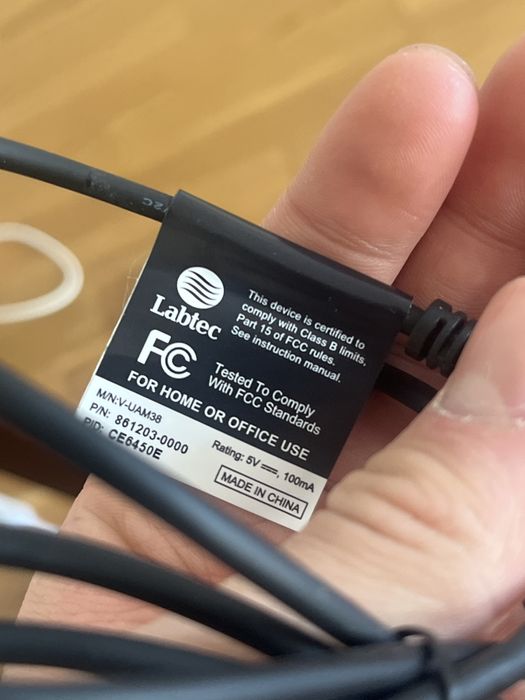 Labtec
This device is certified to
comply with Class B limits,
Part 15 of FCC rules.
See instruction manual.
FC
Tested To Comply
With FCC Standards
FOR HOME OR OFFICE USE
M/N:V-UAM38
P/N: 861203-0000
PID: CE6450E
Rating: 5V ⎓, 100mA
MADE IN CHINA